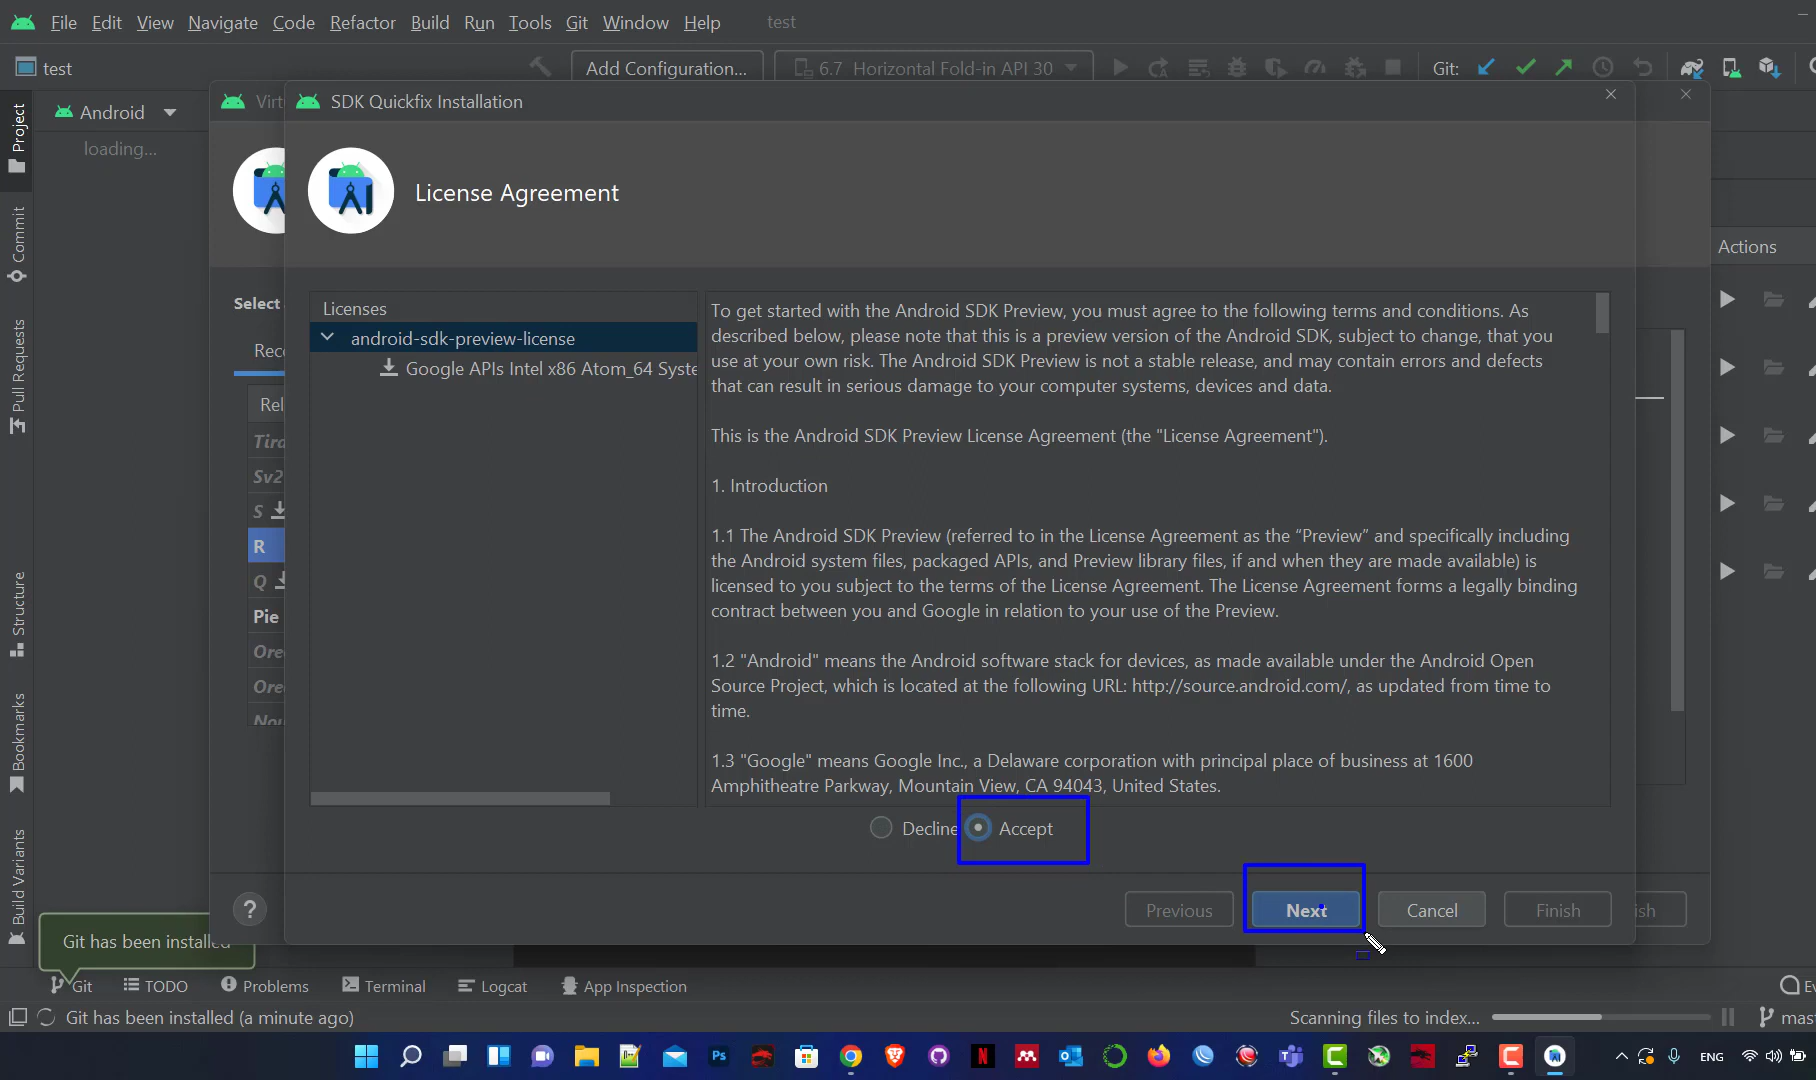 File Edit View Navigate Code Refactor Build Run Tools Git Window Help test
test Add Configuration... 6.7 Horizontal Fold-in API 30 Git:
SDK Quickfix Installation
Android
loading...
Project
Commit
Pull Requests
Structure
Bookmarks
Build Variants
License Agreement
Actions
Select
Licenses
android-sdk-preview-license
Google APIs Intel x86 Atom_64 Syste
S
R
Q
Pie
To get started with the Android SDK Preview, you must agree to the following terms and conditions. As
described below, please note that this is a preview version of the Android SDK, subject to change, that you
use at your own risk. The Android SDK Preview is not a stable release, and may contain errors and defects
that can result in serious damage to your computer systems, devices and data.
This is the Android SDK Preview License Agreement (the "License Agreement").
1. Introduction
1.1 The Android SDK Preview (referred to in the License Agreement as the “Preview” and specifically including
the Android system files, packaged APIs, and Preview library files, if and when they are made available) is
licensed to you subject to the terms of the License Agreement. The License Agreement forms a legally binding
contract between you and Google in relation to your use of the Preview.
1.2 "Android" means the Android software stack for devices, as made available under the Android Open
Source Project, which is located at the following URL: http://source.android.com/, as updated from time to
time.
1.3 "Google" means Google Inc., a Delaware corporation with principal place of business at 1600
Amphitheatre Parkway, Mountain View, CA 94043, United States.
Decline Accept
? Previous Next Cancel Finish
Git has been installed
Git TODO Problems Terminal Logcat App Inspection
Git has been installed (a minute ago) Scanning files to index...
Ps ENG